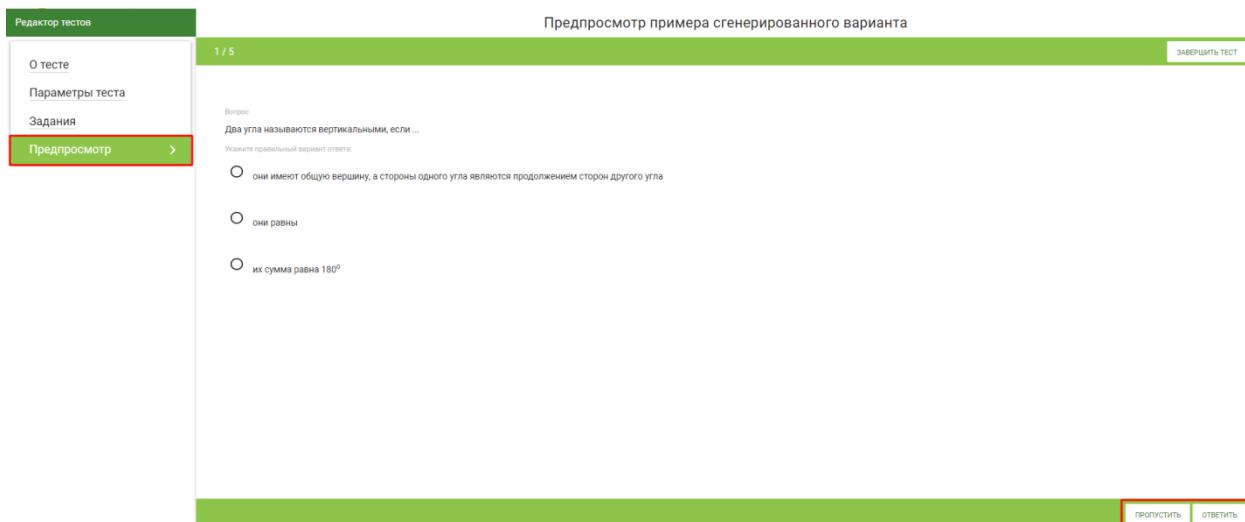 Редактор тестов
Предпросмотр примера сгенерированного варианта
1 / 5
ЗАВЕРШИТЬ ТЕСТ
О тесте
Параметры теста
Задания
Предпросмотр
Вопрос
Два угла называются вертикальными, если ...
Укажите правильный вариант ответа:
они имеют общую вершину, а стороны одного угла являются продолжением сторон другого угла
они равны
их сумма равна 180⁰
ПРОПУСТИТЬ
ОТВЕТИТЬ